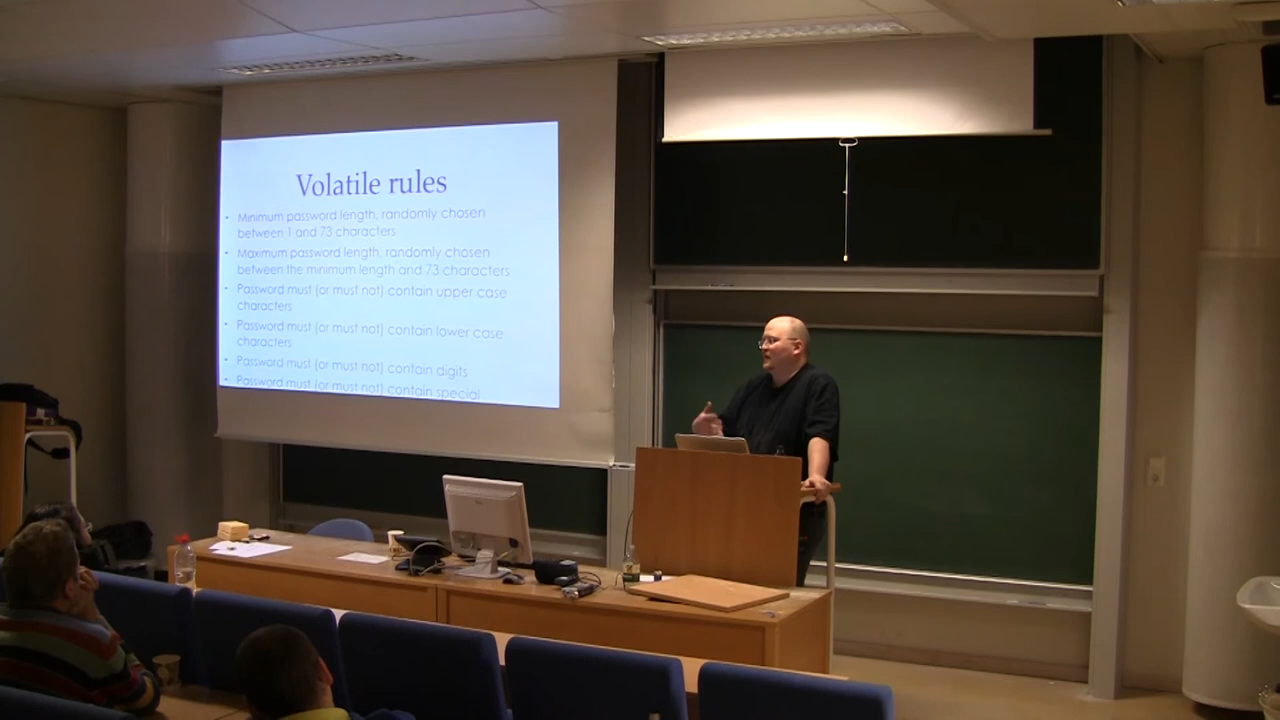 Volatile rules
• Minimum password length, randomly chosen
between 1 and 73 characters
• Maximum password length, randomly chosen
between the minimum length and 73 characters
• Password must (or must not) contain upper case
characters
• Password must (or must not) contain lower case
characters
• Password must (or must not) contain digits
• Password must (or must not) contain special